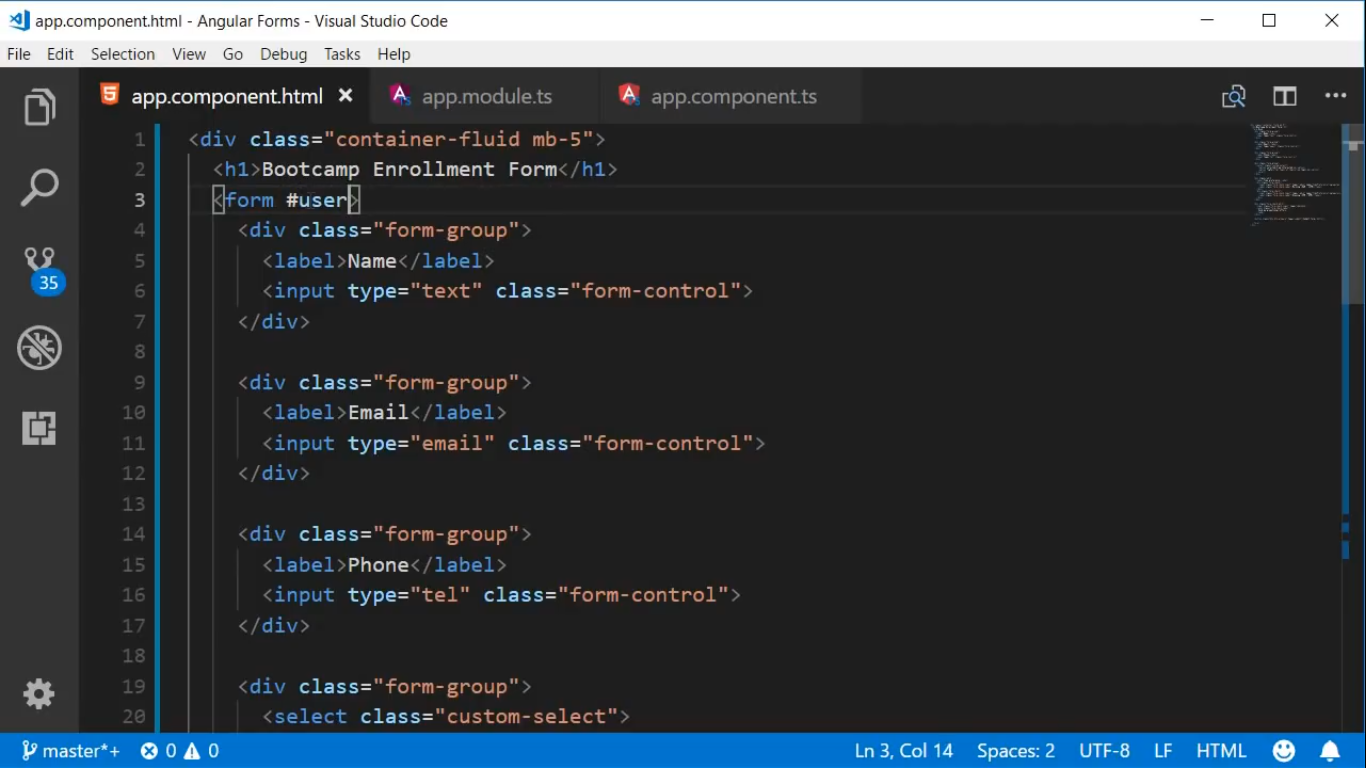 app.component.html - Angular Forms - Visual Studio Code
File Edit Selection View Go Debug Tasks Help
app.component.html app.module.ts app.component.ts
1 <div class="container-fluid mb-5">
2 <h1>Bootcamp Enrollment Form</h1>
3 <form #user>
4 <div class="form-group">
5 <label>Name</label>
6 <input type="text" class="form-control">
7 </div>
8
9 <div class="form-group">
10 <label>Email</label>
11 <input type="email" class="form-control">
12 </div>
13
14 <div class="form-group">
15 <label>Phone</label>
16 <input type="tel" class="form-control">
17 </div>
18
19 <div class="form-group">
20 <select class="custom-select">
35
master*+ 0 0 Ln 3, Col 14 Spaces: 2 UTF-8 LF HTML